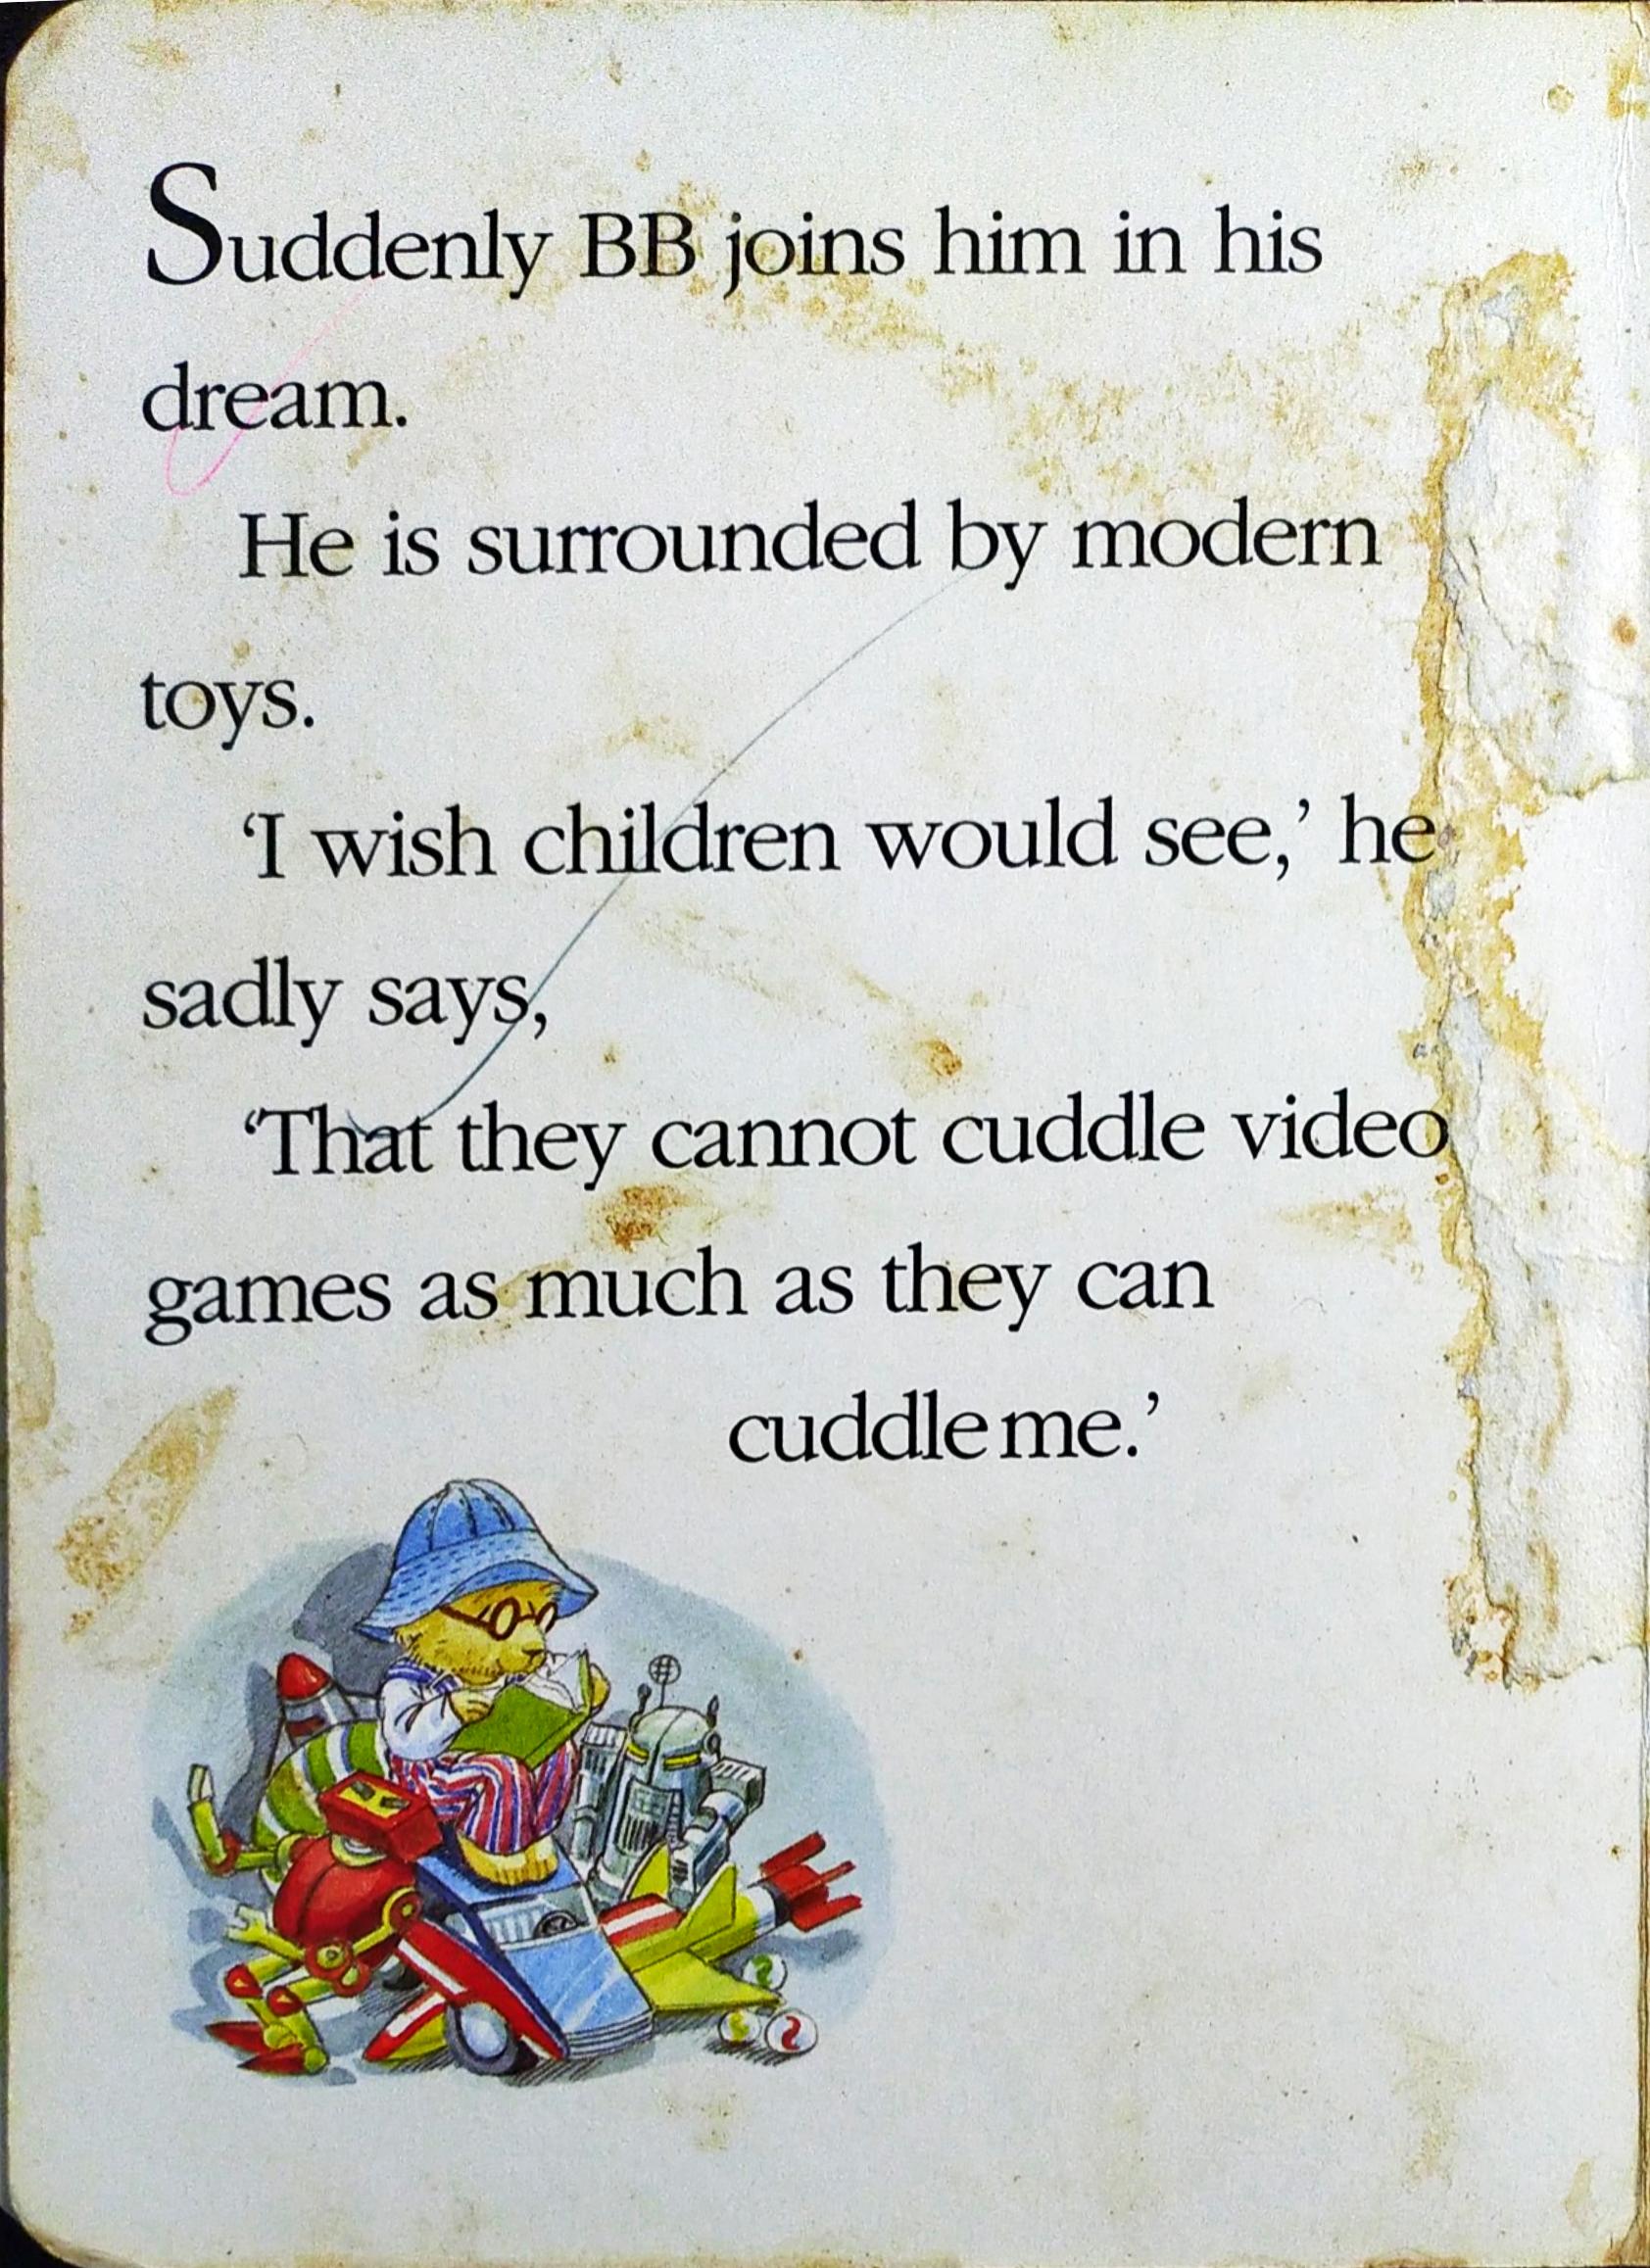 Suddenly BB joins him in his
dream.
He is surrounded by modern
toys.
‘I wish children would see,’ he
sadly says,
‘That they cannot cuddle video
games as much as they can
cuddle me.’